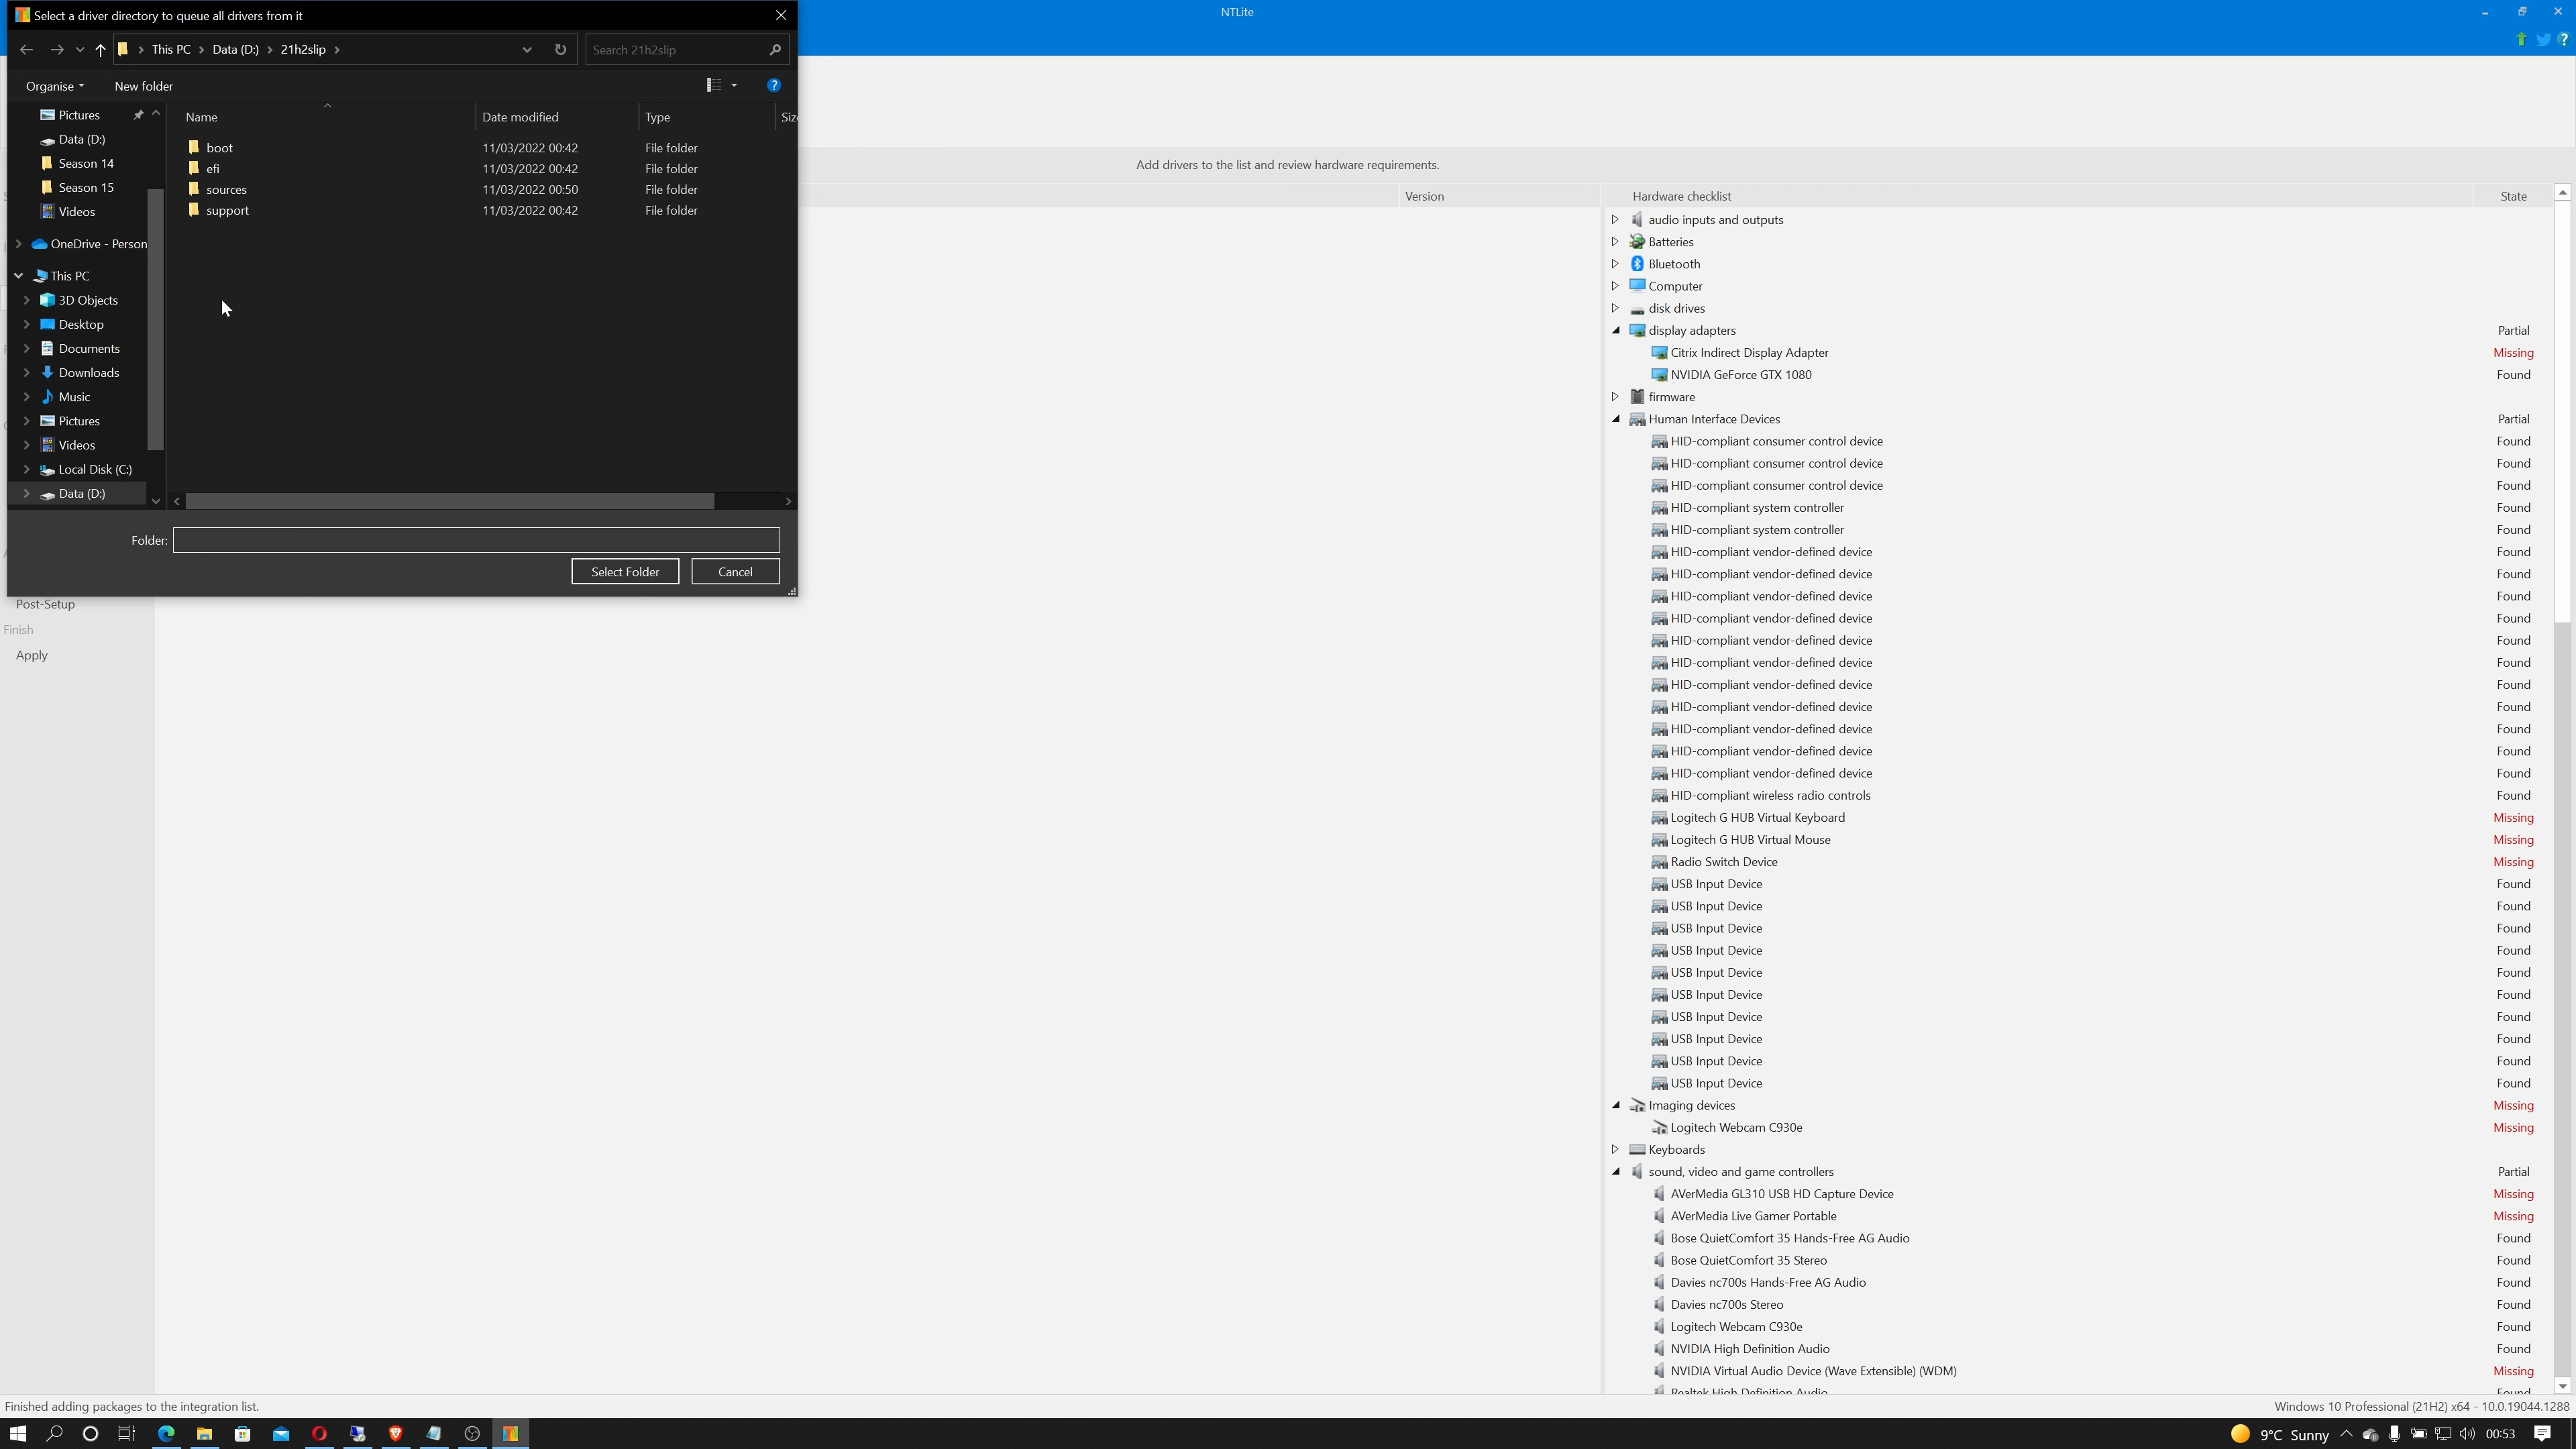 Select a driver directory to queue all drivers from it
NTLite
This PC
Data (D:)
21h2slip
Search 21h2slip
Organise
New folder
Pictures
Data (D:)
Season 14
Season 15
Videos
OneDrive - Person
This PC
3D Objects
Desktop
Documents
Downloads
Music
Pictures
Videos
Local Disk (C:)
Data (D:)
Name Date modified Type Siz
boot 11/03/2022 00:42 File folder
efi 11/03/2022 00:42 File folder
sources 11/03/2022 00:50 File folder
support 11/03/2022 00:42 File folder
Folder:
Select Folder Cancel
Post-Setup
Finish
Apply
Add drivers to the list and review hardware requirements.
Version
Hardware checklist State
audio inputs and outputs
Batteries
Bluetooth
Computer
disk drives
display adapters Partial
Citrix Indirect Display Adapter Missing
NVIDIA GeForce GTX 1080 Found
firmware
Human Interface Devices Partial
HID-compliant consumer control device Found
HID-compliant consumer control device Found
HID-compliant consumer control device Found
HID-compliant system controller Found
HID-compliant system controller Found
HID-compliant vendor-defined device Found
HID-compliant vendor-defined device Found
HID-compliant vendor-defined device Found
HID-compliant vendor-defined device Found
HID-compliant vendor-defined device Found
HID-compliant vendor-defined device Found
HID-compliant vendor-defined device Found
HID-compliant vendor-defined device Found
HID-compliant vendor-defined device Found
HID-compliant vendor-defined device Found
HID-compliant vendor-defined device Found
HID-compliant wireless radio controls Found
Logitech G HUB Virtual Keyboard Missing
Logitech G HUB Virtual Mouse Missing
Radio Switch Device Missing
USB Input Device Found
USB Input Device Found
USB Input Device Found
USB Input Device Found
USB Input Device Found
USB Input Device Found
USB Input Device Found
USB Input Device Found
USB Input Device Found
USB Input Device Found
Imaging devices Missing
Logitech Webcam C930e Missing
Keyboards
sound, video and game controllers Partial
AVerMedia GL310 USB HD Capture Device Missing
AVerMedia Live Gamer Portable Missing
Bose QuietComfort 35 Hands-Free AG Audio Found
Bose QuietComfort 35 Stereo Found
Davies nc700s Hands-Free AG Audio Found
Davies nc700s Stereo Found
Logitech Webcam C930e Found
NVIDIA High Definition Audio Found
NVIDIA Virtual Audio Device (Wave Extensible) (WDM) Missing
Realtek High Definition Audio Found
Finished adding packages to the integration list.
Windows 10 Professional (21H2) x64 - 10.0.19044.1288
9°C Sunny
00:53